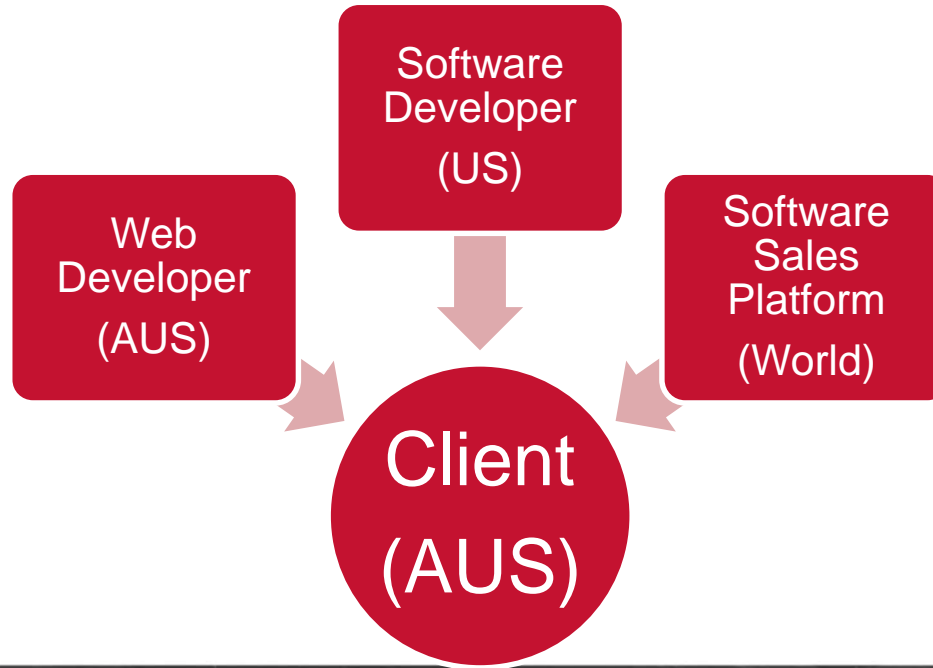 Software
Developer
(US)
Web
Developer
(AUS)
Software
Sales
Platform
(World)
Client
(AUS)